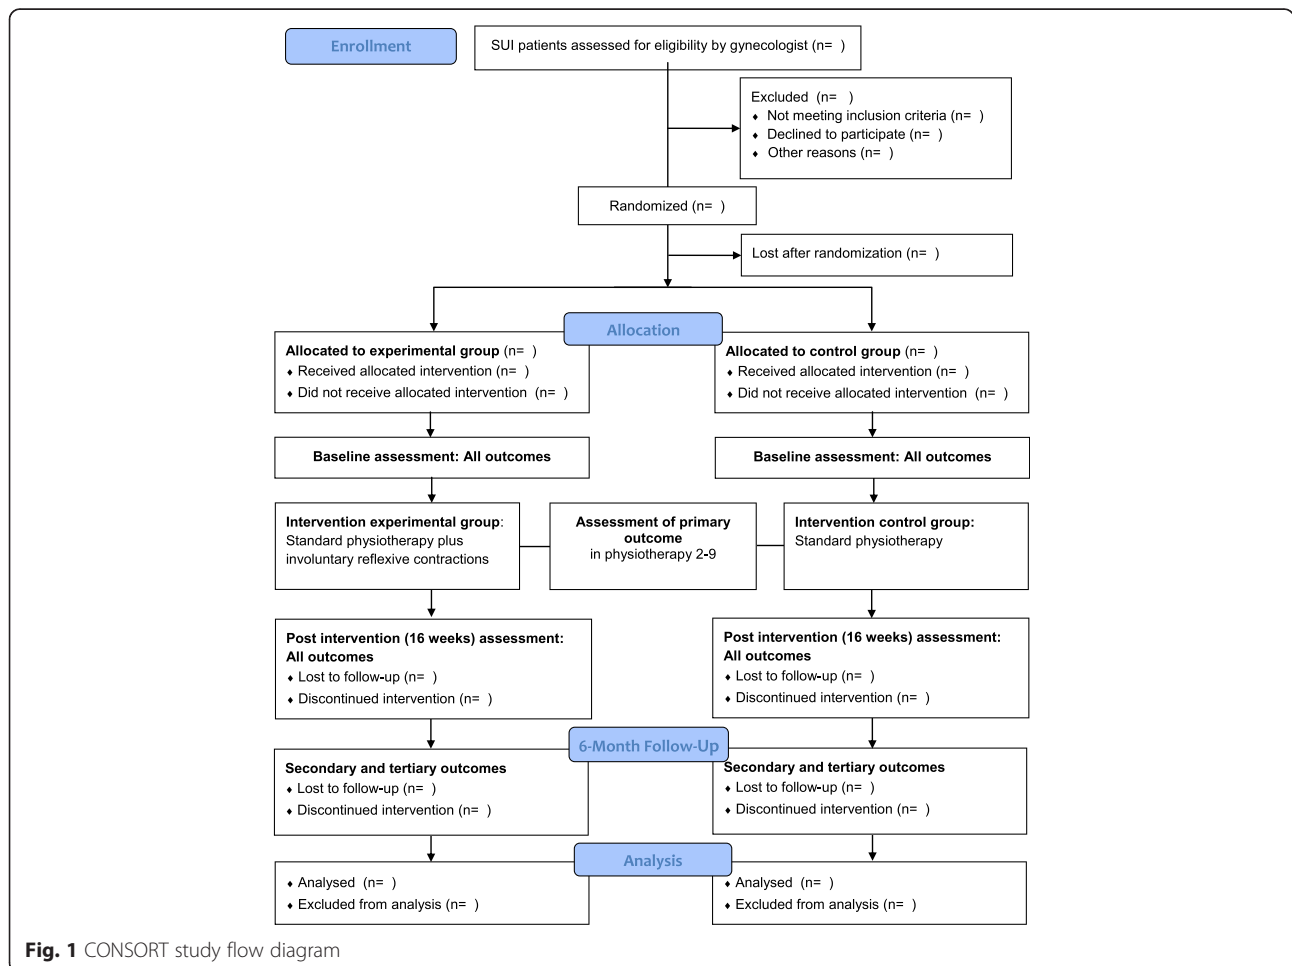 Enrollment
SUI patients assessed for eligibility by gynecologist (n=  )
Excluded  (n=  )
♦ Not meeting inclusion criteria (n=  )
♦ Declined to participate (n=  )
♦ Other reasons (n=  )
Randomized (n=  )
Lost after randomization (n=  )
Allocation
Allocated to experimental group (n=  )
♦ Received allocated intervention (n=  )
♦ Did not receive allocated intervention  (n=  )
Allocated to control group (n=  )
♦ Received allocated intervention (n=  )
♦ Did not receive allocated intervention  (n=  )
Baseline assessment: All outcomes
Baseline assessment: All outcomes
Intervention experimental group:
Standard physiotherapy plus
involuntary reflexive contractions
Assessment of primary
outcome
in physiotherapy 2-9
Intervention control group:
Standard physiotherapy
Post intervention (16 weeks) assessment:
All outcomes
♦ Lost to follow-up (n=  )
♦ Discontinued intervention (n=  )
Post intervention (16 weeks) assessment:
All outcomes
♦ Lost to follow-up (n=  )
♦ Discontinued intervention (n=  )
6-Month Follow-Up
Secondary and tertiary outcomes
♦ Lost to follow-up (n=  )
♦ Discontinued intervention (n=  )
Secondary and tertiary outcomes
♦ Lost to follow-up (n=  )
♦ Discontinued intervention (n=  )
Analysis
♦ Analysed  (n=  )
♦ Excluded from analysis (n=  )
♦ Analysed  (n=  )
♦ Excluded from analysis (n=  )
Fig. 1 CONSORT study flow diagram